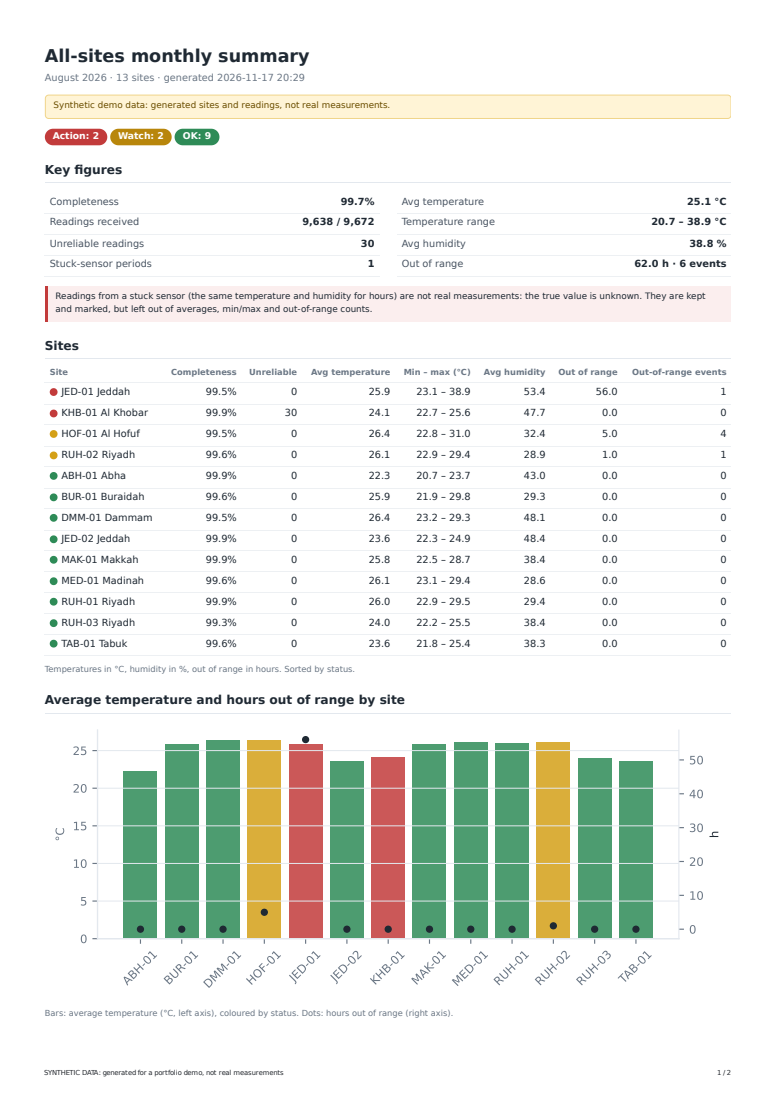 All-sites monthly summary
August 2026 · 13 sites · generated 2026-11-17 20:29
Synthetic demo data: generated sites and readings, not real measurements.
Action: 2 Watch: 2 OK: 9
Key figures
Completeness 99.7% Avg temperature 25.1 °C
Readings received 9,638 / 9,672 Temperature range 20.7 – 38.9 °C
Unreliable readings 30 Avg humidity 38.8 %
Stuck-sensor periods 1 Out of range 62.0 h · 6 events
Readings from a stuck sensor (the same temperature and humidity for hours) are not real measurements: the true value is unknown. They are kept
and marked, but left out of averages, min/max and out-of-range counts.
Sites
Site Completeness Unreliable Avg temperature Min – max (°C) Avg humidity Out of range Out-of-range events
JED-01 Jeddah 99.5% 0 25.9 23.1 – 38.9 53.4 56.0 1
KHB-01 Al Khobar 99.9% 30 24.1 22.7 – 25.6 47.7 0.0 0
HOF-01 Al Hofuf 99.5% 0 26.4 22.8 – 31.0 32.4 5.0 4
RUH-02 Riyadh 99.6% 0 26.1 22.9 – 29.4 28.9 1.0 1
ABH-01 Abha 99.9% 0 22.3 20.7 – 23.7 43.0 0.0 0
BUR-01 Buraidah 99.6% 0 25.9 21.9 – 29.8 29.3 0.0 0
DMM-01 Dammam 99.5% 0 26.4 23.2 – 29.3 48.1 0.0 0
JED-02 Jeddah 99.9% 0 23.6 22.3 – 24.9 48.4 0.0 0
MAK-01 Makkah 99.9% 0 25.8 22.5 – 28.7 38.4 0.0 0
MED-01 Madinah 99.6% 0 26.1 23.1 – 29.4 28.6 0.0 0
RUH-01 Riyadh 99.9% 0 26.0 22.9 – 29.5 29.4 0.0 0
RUH-03 Riyadh 99.3% 0 24.0 22.2 – 25.5 38.4 0.0 0
TAB-01 Tabuk 99.6% 0 23.6 21.8 – 25.4 38.3 0.0 0
Temperatures in °C, humidity in %, out of range in hours. Sorted by status.
Average temperature and hours out of range by site
25 50
20 40
15 30
°C h
10 20
5 10
0 0
ABH-01 BUR-01 DMM-01 HOF-01 JED-01 JED-02 KHB-01 MAK-01 MED-01 RUH-01 RUH-02 RUH-03 TAB-01
Bars: average temperature (°C, left axis), coloured by status. Dots: hours out of range (right axis).
SYNTHETIC DATA: generated for a portfolio demo, not real measurements 1 / 2